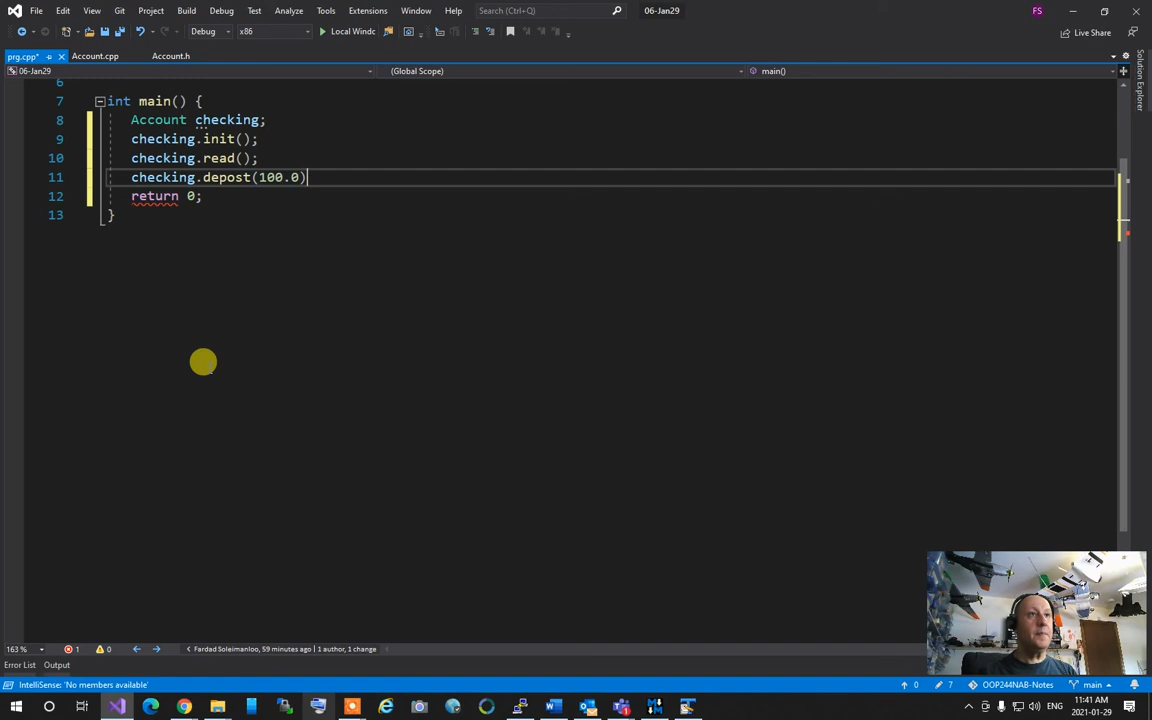 File Edit View Git Project Build Debug Test Analyze Tools Extensions Window Help Search (Ctrl+Q) 06-Jan29 FS
Debug x86 Local Windc Live Share
prg.cpp* Account.cpp Account.h
06-Jan29 (Global Scope) main()
6
7 int main() {
8 Account checking;
9 checking.init();
10 checking.read();
11 checking.depost(100.0)
12 return 0;
13 }
Solution Explorer
163 % 1 0 Fardad Soleimanloo, 59 minutes ago | 1 author, 1 change
Error List Output
IntelliSense: 'No members available' 0 7 OOP244NAB-Notes main
ENG 11:41 AM
2021-01-29